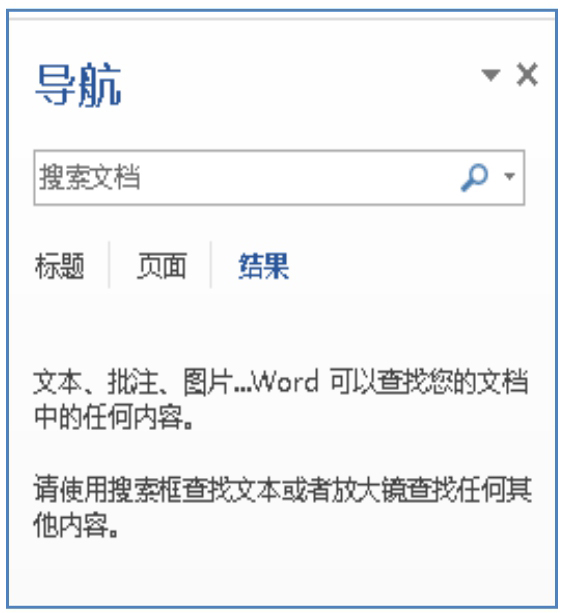 导航
搜索文档
标题 页面 结果
文本、批注、图片...Word 可以查找您的文档
中的任何内容。
请使用搜索框查找文本或者放大镜查找任何其
他内容。